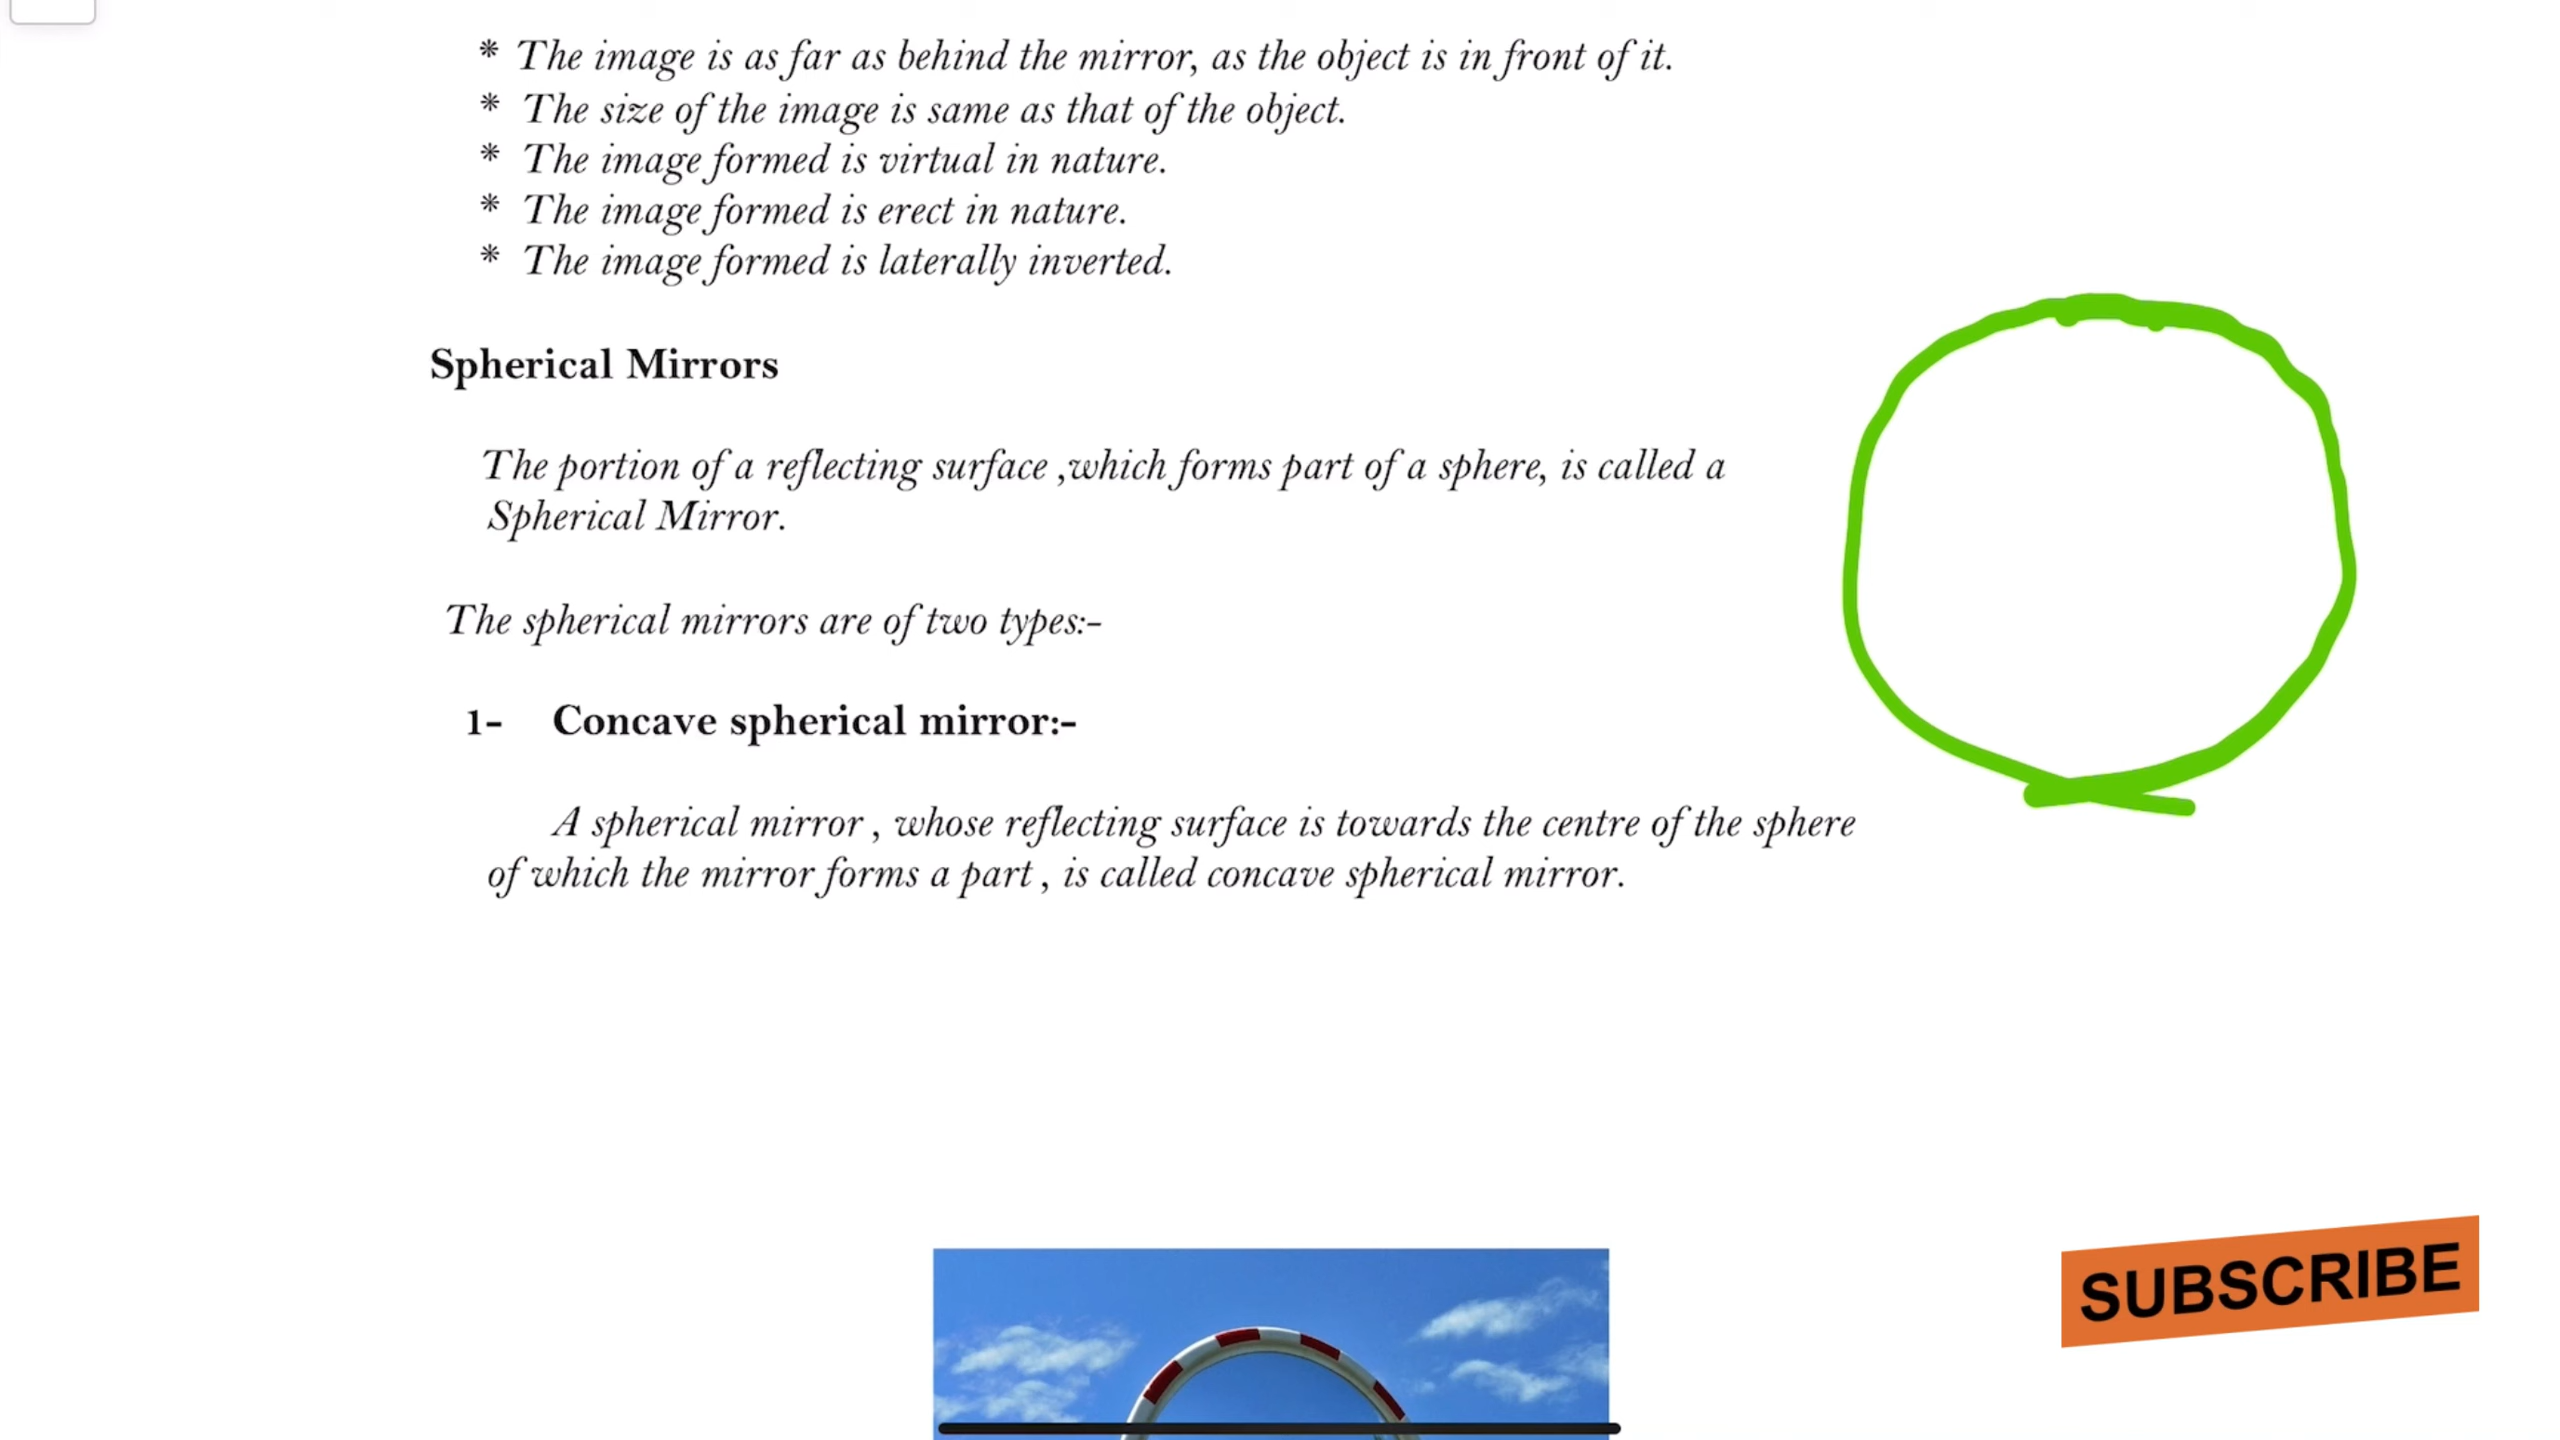 * The image is as far as behind the mirror, as the object is in front of it.
* The size of the image is same as that of the object.
* The image formed is virtual in nature.
* The image formed is erect in nature.
* The image formed is laterally inverted.
Spherical Mirrors
The portion of a reflecting surface ,which forms part of a sphere, is called a
Spherical Mirror.
The spherical mirrors are of two types:-
1- Concave spherical mirror:-
A spherical mirror , whose reflecting surface is towards the centre of the sphere
of which the mirror forms a part , is called concave spherical mirror.
SUBSCRIBE